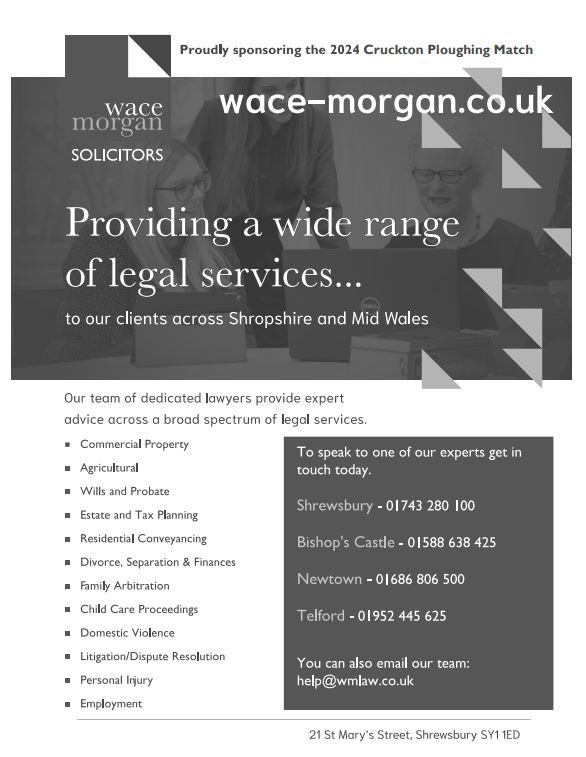 Proudly sponsoring the 2024 Cruckton Ploughing Match
wace-morgan.co.uk
wace
morgan
SOLICITORS
Providing a wide range
of legal services...
to our clients across Shropshire and Mid Wales
DELL
Our team of dedicated lawyers provide expert
advice across a broad spectrum of legal services.
Commercial Property
Agricultural
Wills and Probate
Estate and Tax Planning
Residential Conveyancing
Divorce, Separation & Finances
Family Arbitration
Child Care Proceedings
Domestic Violence
Litigation/Dispute Resolution
Personal Injury
Employment
To speak to one of our experts get in
touch today.
Shrewsbury - 01743 280 100
Bishop's Castle - 01588 638 425
Newtown - 01686 806 500
Telford - 01952 445 625
You can also email our team:
help@wmlaw.co.uk
21 St Mary's Street, Shrewsbury SY1 1ED